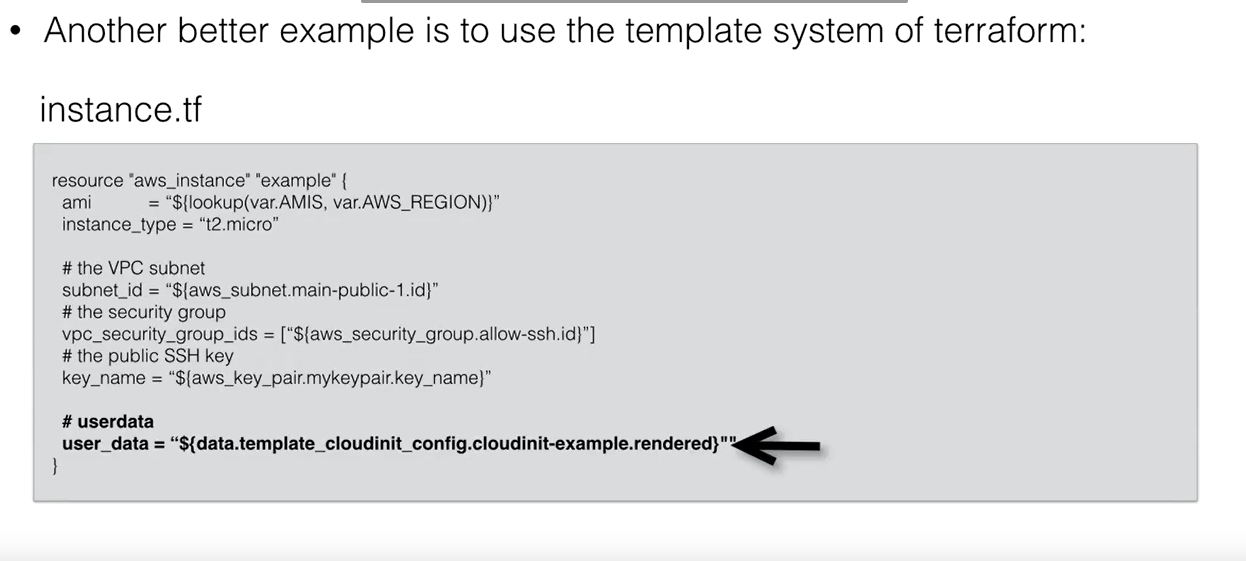 • Another better example is to use the template system of terraform:
instance.tf
resource "aws_instance" "example" {
ami = “${lookup(var.AMIS, var.AWS_REGION)}”
instance_type = “t2.micro”
# the VPC subnet
subnet_id = “${aws_subnet.main-public-1.id}”
# the security group
vpc_security_group_ids = [“${aws_security_group.allow-ssh.id}”]
# the public SSH key
key_name = “${aws_key_pair.mykeypair.key_name}”
# userdata
user_data = “${data.template_cloudinit_config.cloudinit-example.rendered}""
}